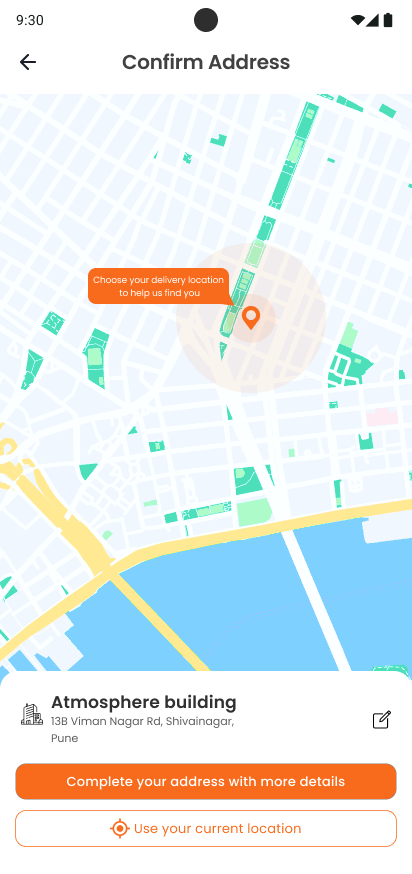 9:30
Confirm Address
Choose your delivery location
to help us find you
Atmosphere building
13B Viman Nagar Rd, Shivainagar,
Pune
Complete your address with more details
Use your current location